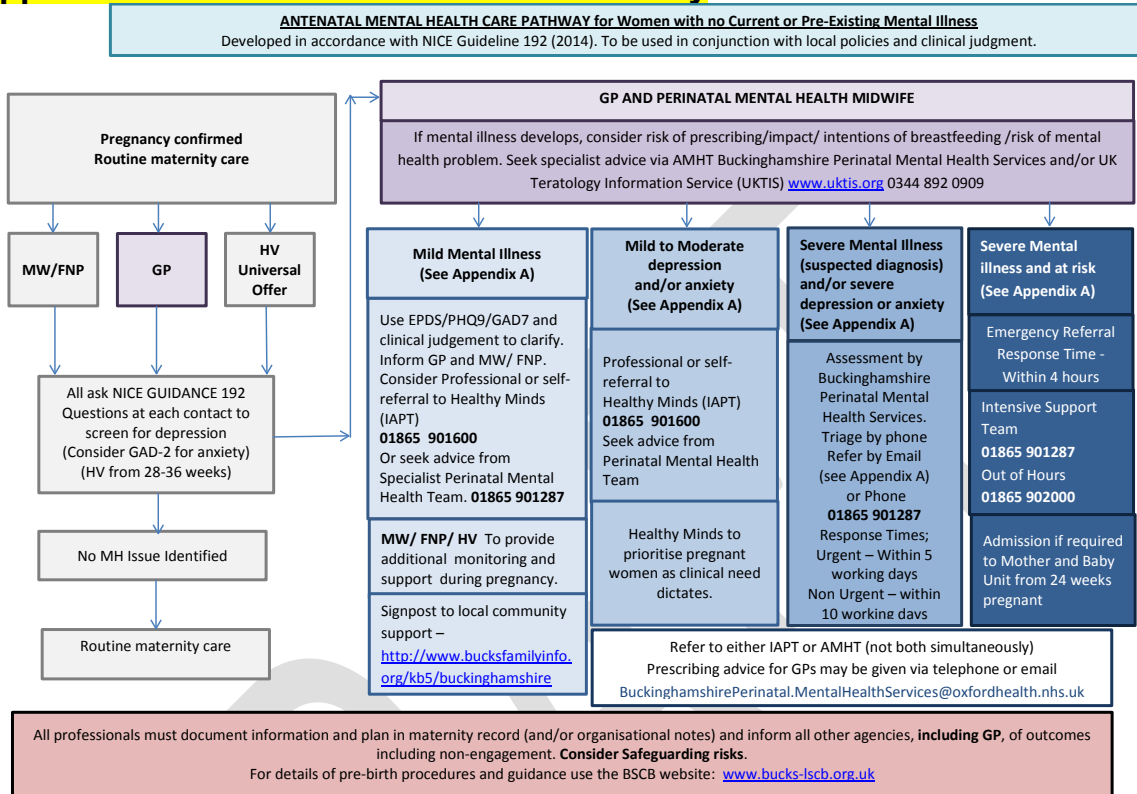 ANTENATAL MENTAL HEALTH CARE PATHWAY for Women with no Current or Pre-Existing Mental Illness
Developed in accordance with NICE Guideline 192 (2014). To be used in conjunction with local policies and clinical judgment.
Pregnancy confirmed
Routine maternity care
MW/FNP
GP
HV
Universal
Offer
All ask NICE GUIDANCE 192
Questions at each contact to
screen for depression
(Consider GAD-2 for anxiety)
(HV from 28-36 weeks)
No MH Issue Identified
Routine maternity care
GP AND PERINATAL MENTAL HEALTH MIDWIFE
If mental illness develops, consider risk of prescribing/impact/ intentions of breastfeeding /risk of mental
health problem. Seek specialist advice via AMHT Buckinghamshire Perinatal Mental Health Services and/or UK
Teratology Information Service (UKTIS) www.uktis.org 0344 892 0909
Mild Mental Illness
(See Appendix A)
Use EPDS/PHQ9/GAD7 and
clinical judgement to clarify.
Inform GP and MW/ FNP.
Consider Professional or self-
referral to Healthy Minds
(IAPT)
01865 901600
Or seek advice from
Specialist Perinatal Mental
Health Team. 01865 901287
MW/ FNP/ HV To provide
additional monitoring and
support during pregnancy.
Signpost to local community
support –
http://www.bucksfamilyinfo.
org/kb5/buckinghamshire
Mild to Moderate
depression
and/or anxiety
(See Appendix A)
Professional or self-
referral to
Healthy Minds (IAPT)
01865 901600
Seek advice from
Perinatal Mental Health
Team
Healthy Minds to
prioritise pregnant
women as clinical need
dictates.
Severe Mental Illness
(suspected diagnosis)
and/or severe
depression or anxiety
(See Appendix A)
Assessment by
Buckinghamshire
Perinatal Mental
Health Services.
Triage by phone
Refer by Email
(see Appendix A)
or Phone
01865 901287
Response Times;
Urgent – Within 5
working days
Non Urgent – within
10 working days
Severe Mental
illness and at risk
(See Appendix A)
Emergency Referral
Response Time -
Within 4 hours
Intensive Support
Team
01865 901287
Out of Hours
01865 902000
Admission if required
to Mother and Baby
Unit from 24 weeks
pregnant
Refer to either IAPT or AMHT (not both simultaneously)
Prescribing advice for GPs may be given via telephone or email
BuckinghamshirePerinatal.MentalHealthServices@oxfordhealth.nhs.uk
All professionals must document information and plan in maternity record (and/or organisational notes) and inform all other agencies, including GP, of outcomes
including non-engagement. Consider Safeguarding risks.
For details of pre-birth procedures and guidance use the BSCB website: www.bucks-lscb.org.uk